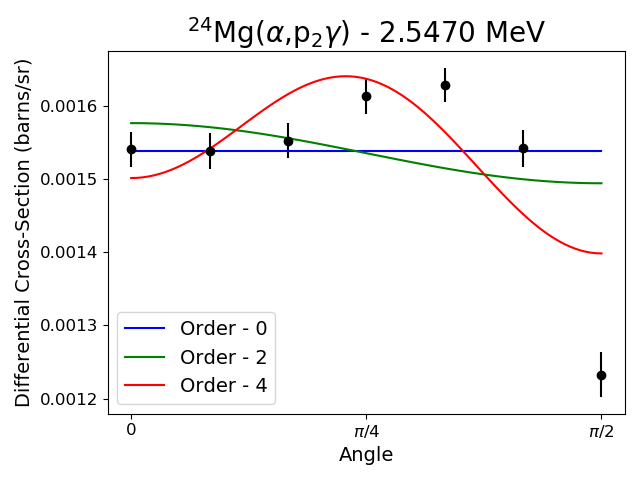 ²⁴Mg(α,p₂γ) - 2.5470 MeV
Differential Cross-Section (barns/sr)
0.0016
0.0015
0.0014
0.0013
0.0012
Order - 0
Order - 2
Order - 4
0
π/4
π/2
Angle